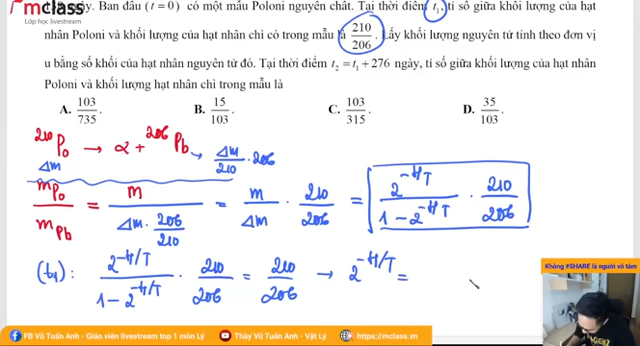 mclass
Lớp học livestream
ngày. Ban đầu (t = 0) có một mẫu Poloni nguyên chất. Tại thời điểm t₁, tỉ số giữa khối lượng của hạt
nhân Poloni và khối lượng của hạt nhân chì có trong mẫu là 210/206. Lấy khối lượng nguyên tử tính theo đơn vị
u bằng số khối của hạt nhân nguyên tử đó. Tại thời điểm t₂ = t₁ + 276 ngày, tỉ số giữa khối lượng của hạt nhân
Poloni và khối lượng hạt nhân chì trong mẫu là
A. 103/735. B. 15/103. C. 103/315. D. 35/103.
²¹⁰Po → α + ²⁰⁶Pb
Δm → Δm/210 · 206
mPo/mPb = m/(Δm · 206/210) = m/Δm · 210/206 = 2^(-t/T)/(1 - 2^(-t/T)) · 210/206
(t₁): 2^(-t/T)/(1 - 2^(-t/T)) · 210/206 = 210/206 → 2^(-t/T) =
Không #SHARE là người vô tâm
FB Vũ Tuấn Anh - Giáo viên livestream top 1 môn Lý
Thầy Vũ Tuấn Anh - Vật Lý
https://mclass.vn